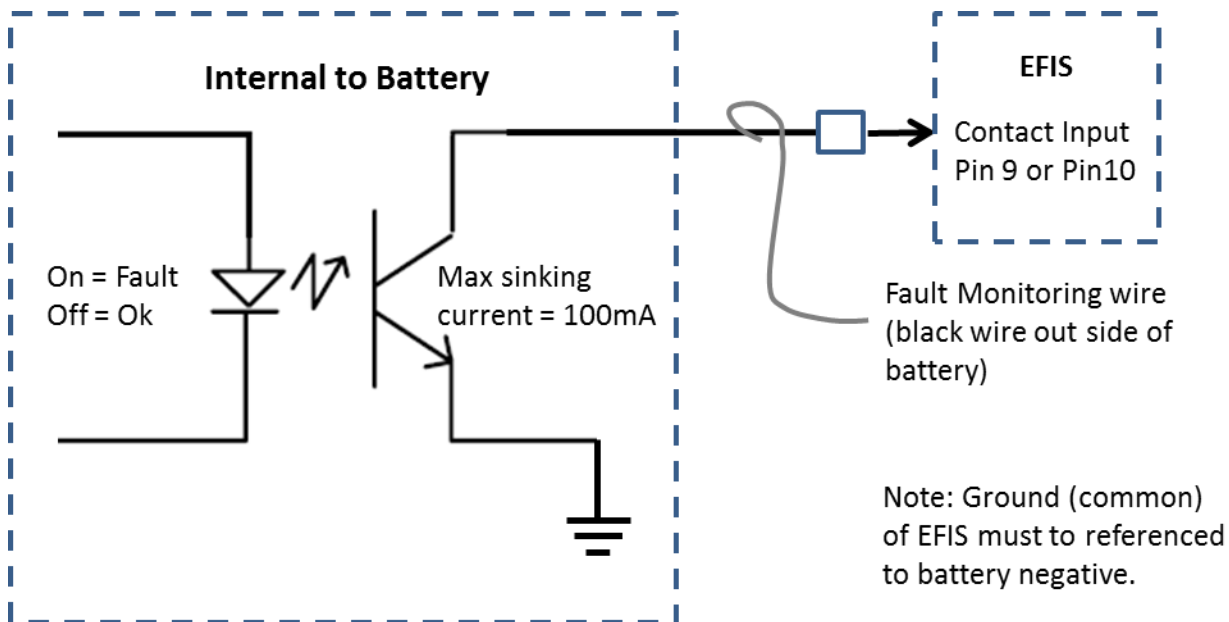 Internal to Battery
On = Fault
Off = Ok
Max sinking
current = 100mA
EFIS
Contact Input
Pin 9 or Pin10
Fault Monitoring wire
(black wire out side of
battery)
Note: Ground (common)
of EFIS must to referenced
to battery negative.